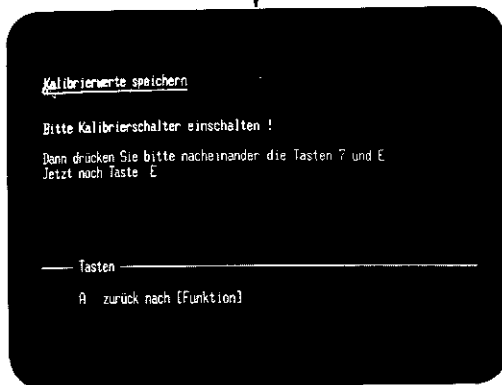 Kalibrierwerte speichern
Bitte Kalibrierschalter einschalten !
Dann drücken Sie bitte nacheinander die Tasten 7 und E
Jetzt noch Taste E
Tasten
A zurück nach [Funktion]